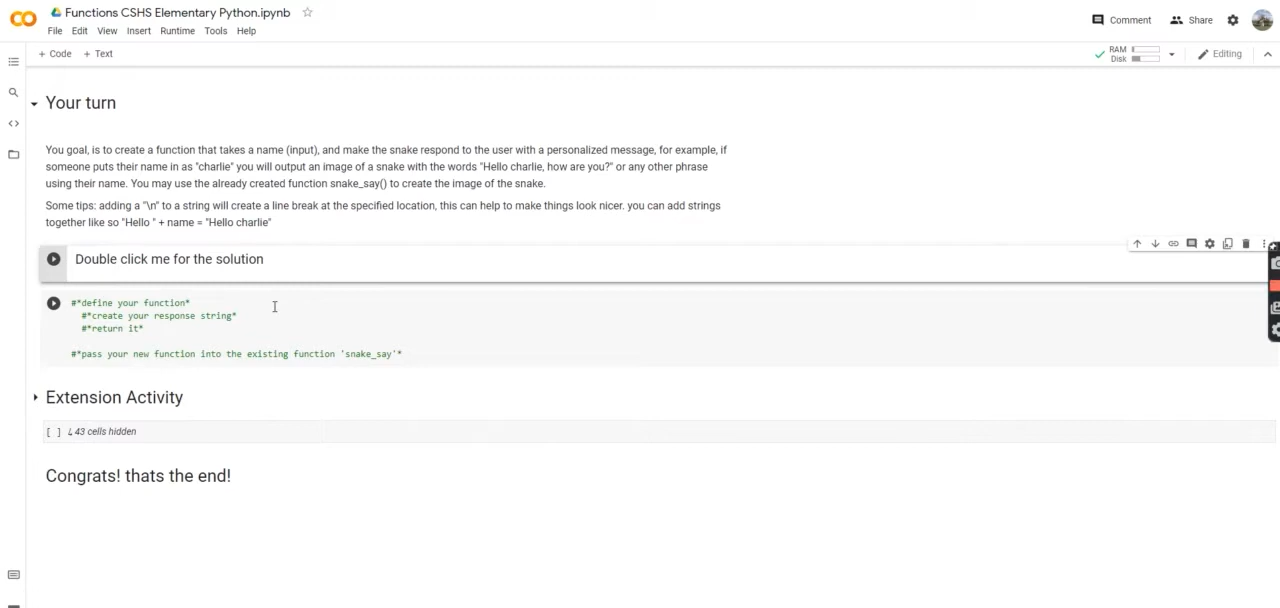 Functions CSHS Elementary Python.ipynb
Comment Share
File Edit View Insert Runtime Tools Help
+ Code + Text
RAM
Disk
Editing
Your turn
You goal, is to create a function that takes a name (input), and make the snake respond to the user with a personalized message, for example, if
someone puts their name in as "charlie" you will output an image of a snake with the words "Hello charlie, how are you?" or any other phrase
using their name. You may use the already created function snake_say() to create the image of the snake.
Some tips: adding a "\n" to a string will create a line break at the specified location, this can help to make things look nicer. you can add strings
together like so "Hello " + name = "Hello charlie"
Double click me for the solution
#*define your function*
#*create your response string*
#*return it*
#*pass your new function into the existing function 'snake_say'*
Extension Activity
[ ] ↳ 43 cells hidden
Congrats! thats the end!